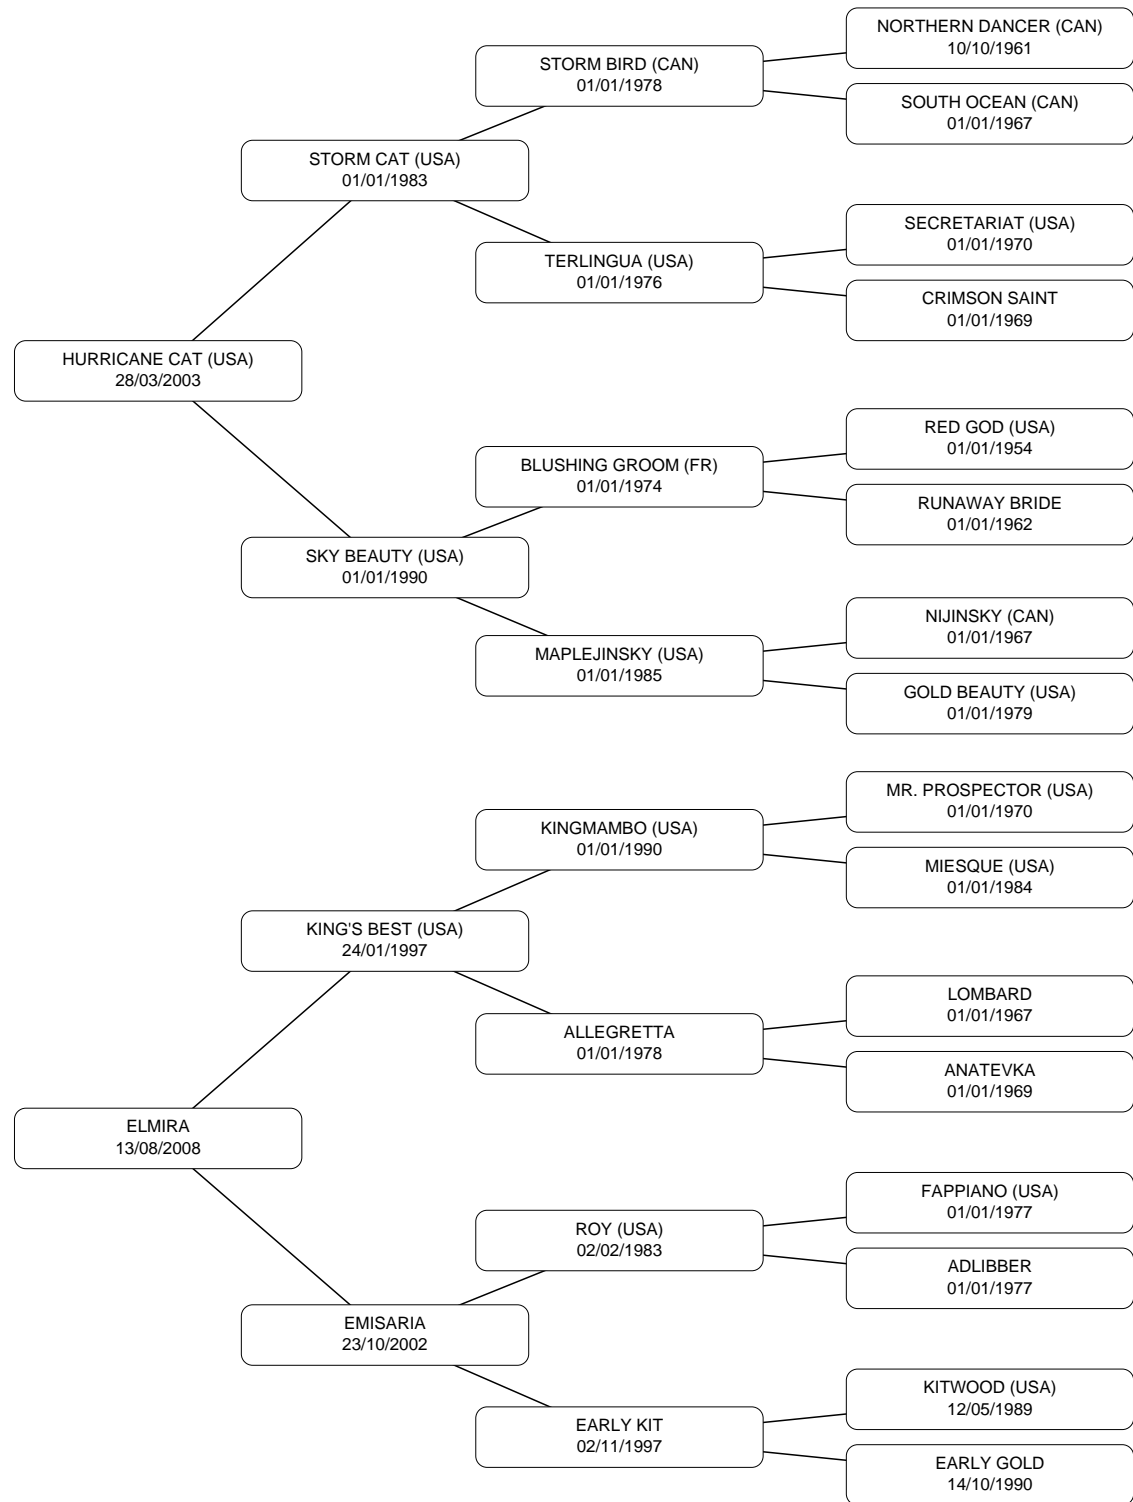 NORTHERN DANCER (CAN)
10/10/1961
STORM BIRD (CAN)
01/01/1978
SOUTH OCEAN (CAN)
01/01/1967
STORM CAT (USA)
01/01/1983
SECRETARIAT (USA)
01/01/1970
TERLINGUA (USA)
01/01/1976
CRIMSON SAINT
01/01/1969
HURRICANE CAT (USA)
28/03/2003
RED GOD (USA)
01/01/1954
BLUSHING GROOM (FR)
01/01/1974
RUNAWAY BRIDE
01/01/1962
SKY BEAUTY (USA)
01/01/1990
NIJINSKY (CAN)
01/01/1967
MAPLEJINSKY (USA)
01/01/1985
GOLD BEAUTY (USA)
01/01/1979
MR. PROSPECTOR (USA)
01/01/1970
KINGMAMBO (USA)
01/01/1990
MIESQUE (USA)
01/01/1984
KING'S BEST (USA)
24/01/1997
LOMBARD
01/01/1967
ALLEGRETTA
01/01/1978
ANATEVKA
01/01/1969
ELMIRA
13/08/2008
FAPPIANO (USA)
01/01/1977
ROY (USA)
02/02/1983
ADLIBBER
01/01/1977
EMISARIA
23/10/2002
KITWOOD (USA)
12/05/1989
EARLY KIT
02/11/1997
EARLY GOLD
14/10/1990